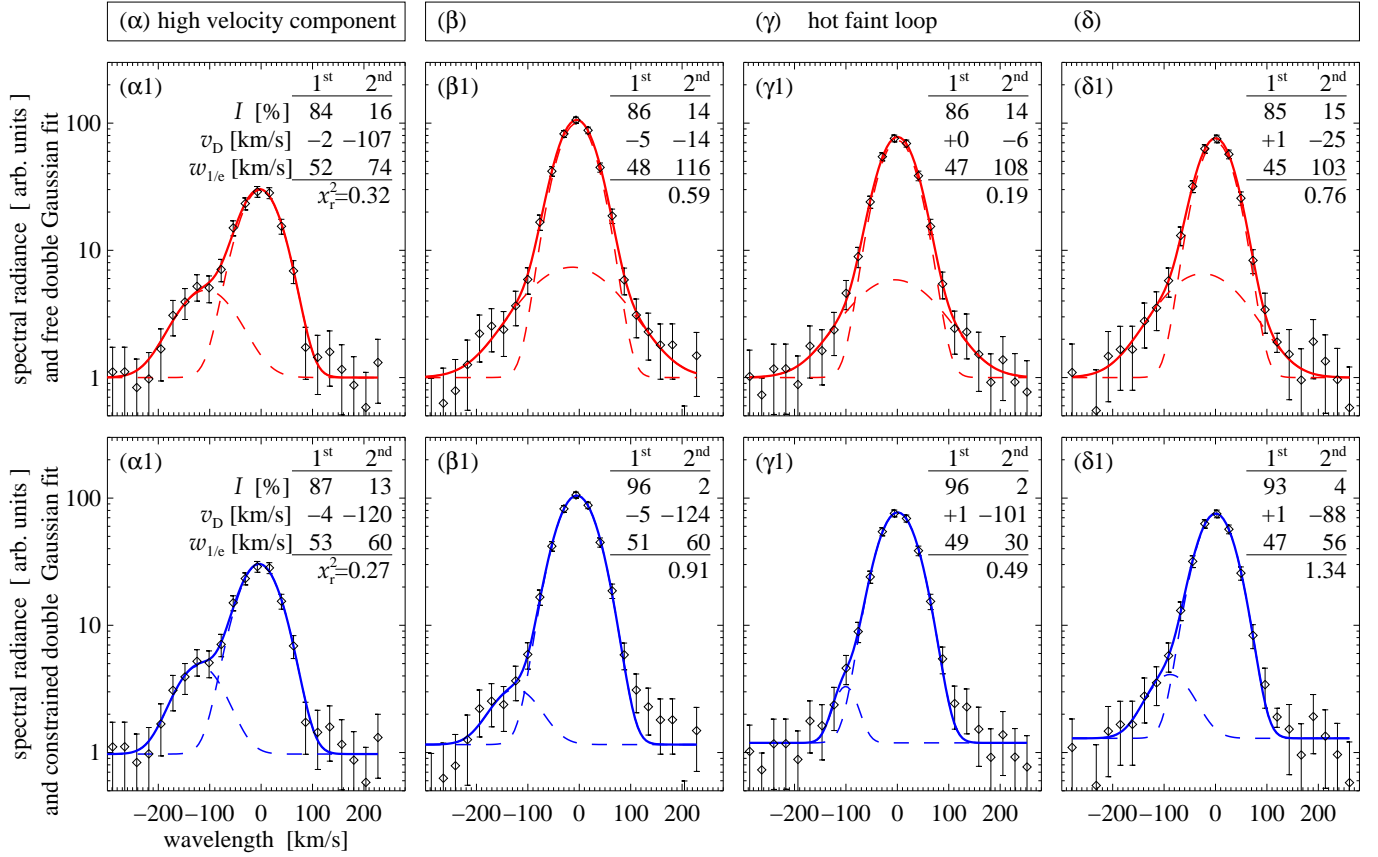 (α) high velocity component
(β) (γ) hot faint loop (δ)
(α1)
1st 2nd
I [%] 84 16
vD [km/s] −2 −107
w1/e [km/s] 52 74
χ2r=0.32
(β1)
1st 2nd
86 14
−5 −14
48 116
0.59
(γ1)
1st 2nd
86 14
+0 −6
47 108
0.19
(δ1)
1st 2nd
85 15
+1 −25
45 103
0.76
spectral radiance [ arb. units ]
and free double Gaussian fit
100
10
1
(α1)
1st 2nd
I [%] 87 13
vD [km/s] −4 −120
w1/e [km/s] 53 60
χ2r=0.27
(β1)
1st 2nd
96 2
−5 −124
51 60
0.91
(γ1)
1st 2nd
96 2
+1 −101
49 30
0.49
(δ1)
1st 2nd
93 4
+1 −88
47 56
1.34
spectral radiance [ arb. units ]
and constrained double Gaussian fit
100
10
1
−200 −100 0 100 200
−200 −100 0 100 200
−200 −100 0 100 200
−200 −100 0 100 200
wavelength [km/s]